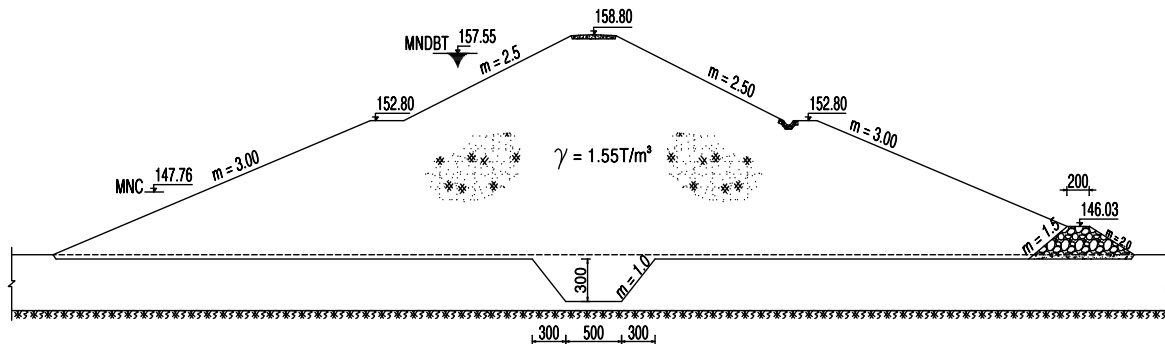 158.80
MNDBT 157.55
m = 2.5
m = 2.50
152.80
152.80
m = 3.00
γ = 1.55T/m³
m = 3.00
MNC 147.76
200
146.03
m = 1.5
m = 2.0
300
m = 1.0
300 500 300